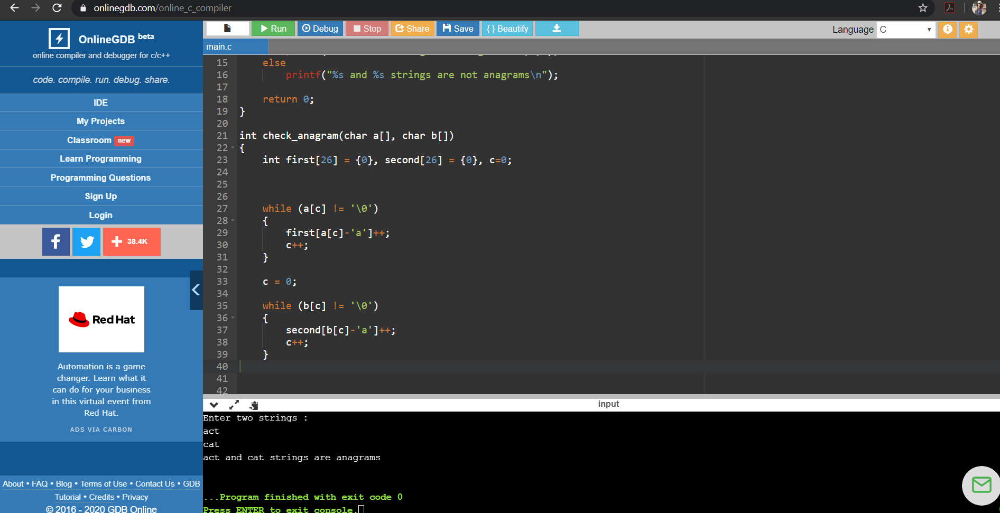 onlinegdb.com/online_c_compiler
OnlineGDB beta
online compiler and debugger for c/c++
code. compile. run. debug. share.
IDE
My Projects
Classroom new
Learn Programming
Programming Questions
Sign Up
Login
38.4K
Red Hat
Automation is a game
changer. Learn what it
can do for your business
in this virtual event from
Red Hat.
ADS VIA CARBON
About • FAQ • Blog • Terms of Use • Contact Us • GDB
Tutorial • Credits • Privacy
© 2016 - 2020 GDB Online
Run Debug Stop Share Save { } Beautify
Language C
main.c
15 else
16 printf("%s and %s strings are not anagrams\n");
17
18 return 0;
19 }
20
21 int check_anagram(char a[], char b[])
22 {
23 int first[26] = {0}, second[26] = {0}, c=0;
24
25
26
27 while (a[c] != '\0')
28 {
29 first[a[c]-'a']++;
30 c++;
31 }
32
33 c = 0;
34
35 while (b[c] != '\0')
36 {
37 second[b[c]-'a']++;
38 c++;
39 }
40
41
42
input
Enter two strings :
act
cat
act and cat strings are anagrams
...Program finished with exit code 0
Press ENTER to exit console.